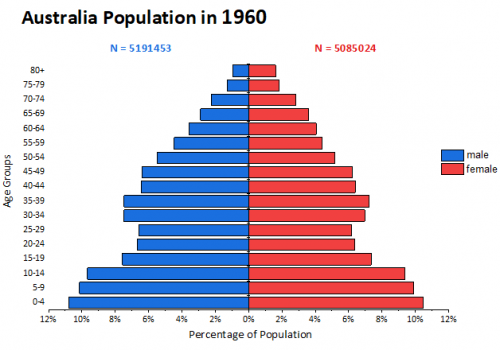 Australia Population in 1960
N = 5191453 N = 5085024
80+
75-79
70-74
65-69
60-64
55-59
50-54
45-49
40-44
35-39
30-34
25-29
20-24
15-19
10-14
5-9
0-4
Age Groups
male
female
12% 10% 8% 6% 4% 2% 0% 2% 4% 6% 8% 10% 12%
Percentage of Population